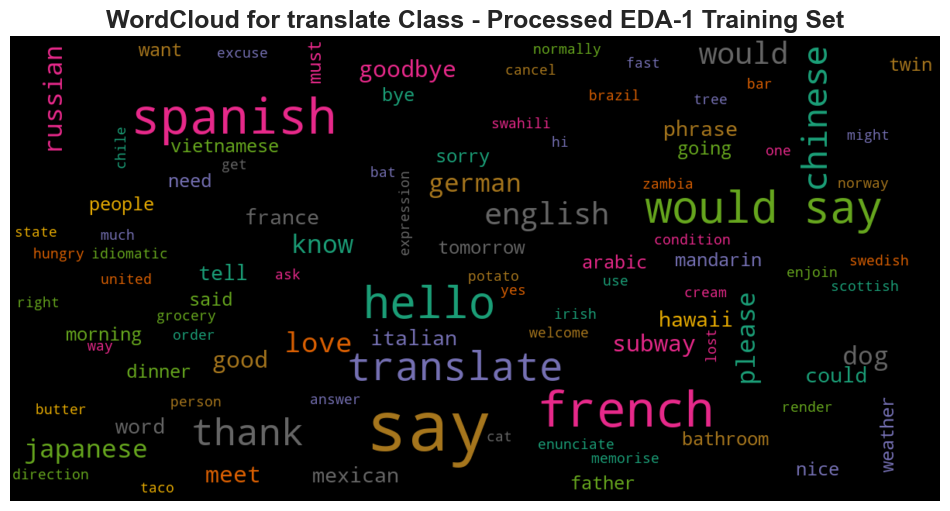 WordCloud for translate Class - Processed EDA-1 Training Set
want
excuse
must
normally
would
goodbye
cancel
fast
twin
russian
bye
brazil
tree
bar
chinese
spanish
swahili
phrase
might
chile
vietnamese
get
sorry
hi
going
one
need
bat
expression
german
zambia
norway
people
france
english
would say
state
much
know
tomorrow
condition
hungry
idiomatic
tell
ask
arabic
mandarin
swedish
united
potato
yes
use
enjoin
scottish
right
said
hello
cream
please
grocery
irish
hawaii
morning
order
love
italian
welcome
subway
lost
way
good
translate
dog
dinner
could
butter
person
answer
say
french
render
weather
word
thank
cat
enunciate
bathroom
japanese
memorise
direction
meet
mexican
nice
taco
father